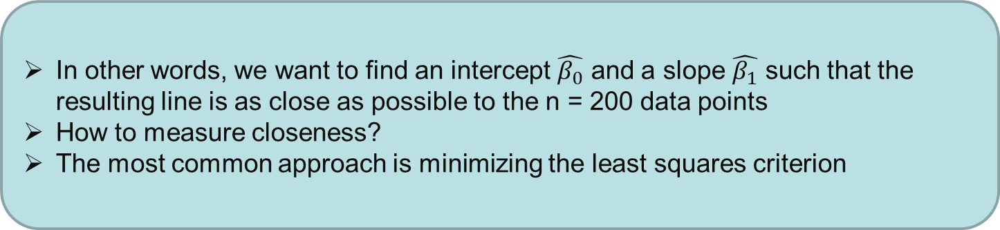 ➢ In other words, we want to find an intercept $\widehat{\beta_0}$ and a slope $\widehat{\beta_1}$ such that the
resulting line is as close as possible to the n = 200 data points
➢ How to measure closeness?
➢ The most common approach is minimizing the least squares criterion